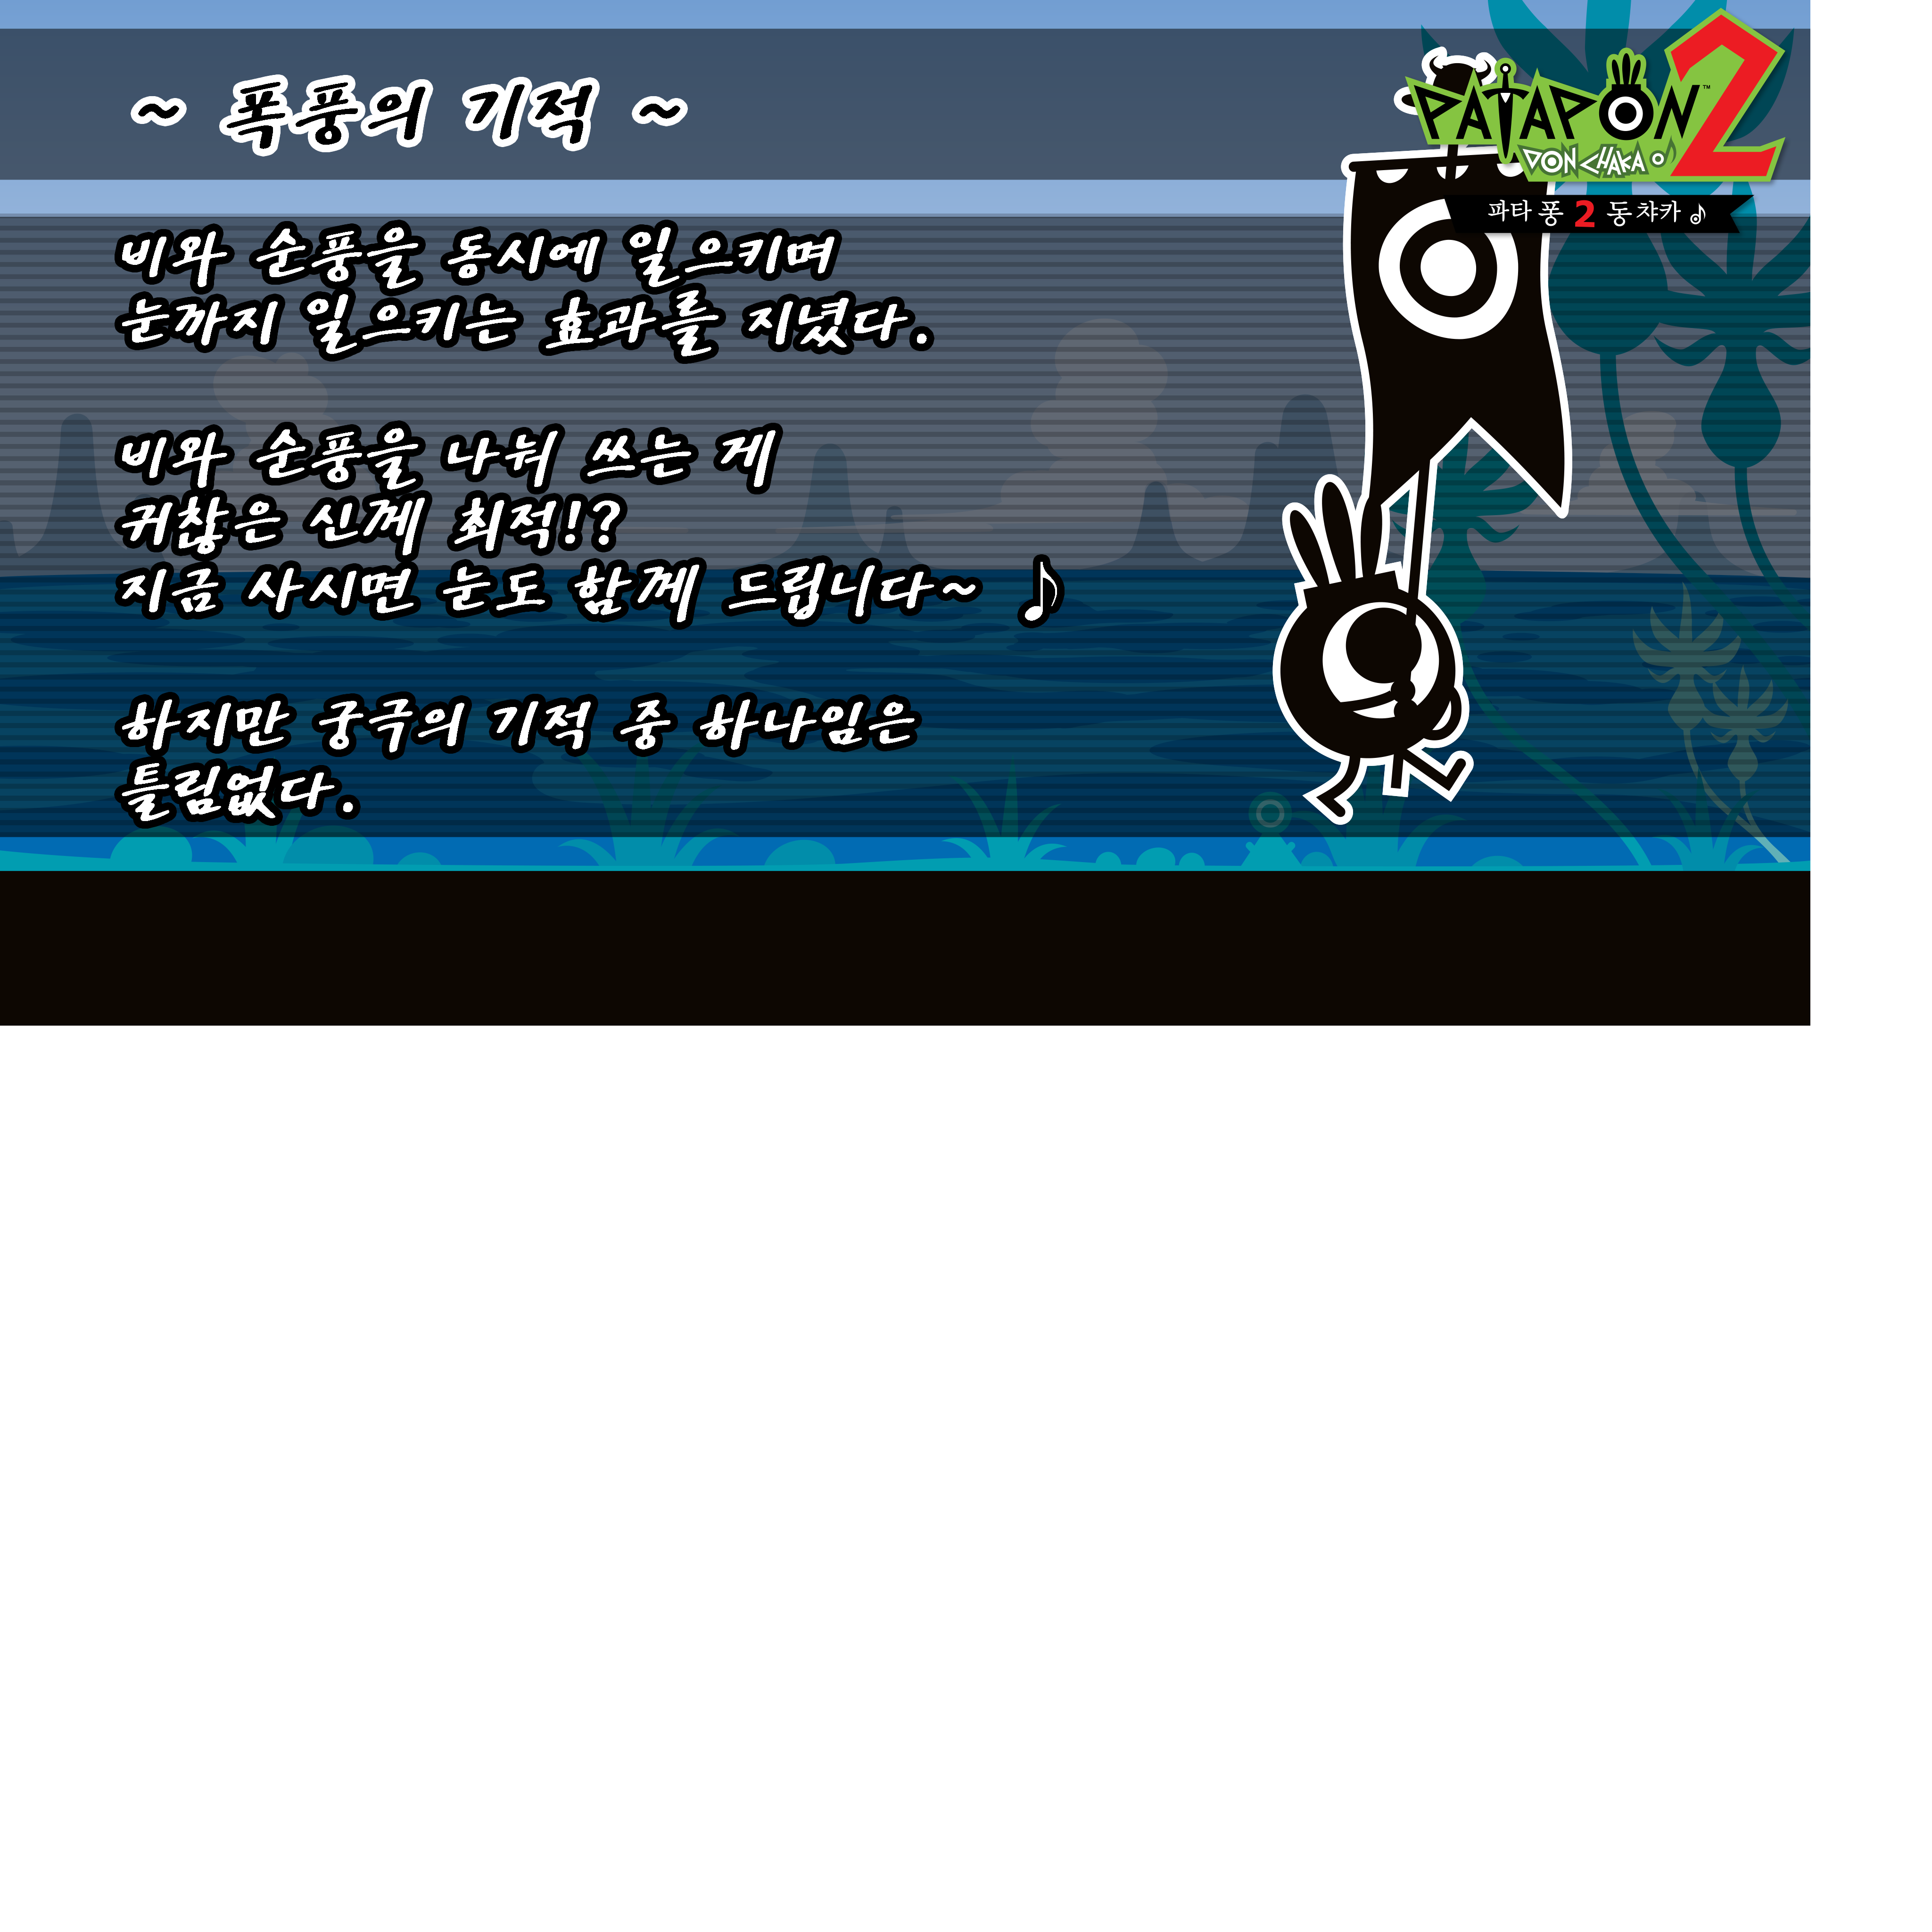 ~ 폭풍의 기적 ~
PATAPON 2™
DONCHAKA♪
파타퐁 2 동챠카♪
비와 순풍을 동시에 일으키며
눈까지 일으키는 효과를 지녔다.
비와 순풍을 나눠 쓰는 게
귀찮은 신께 최적!?
지금 사시면 눈도 함께 드립니다~ ♪
하지만 궁극의 기적 중 하나임은
틀림없다.